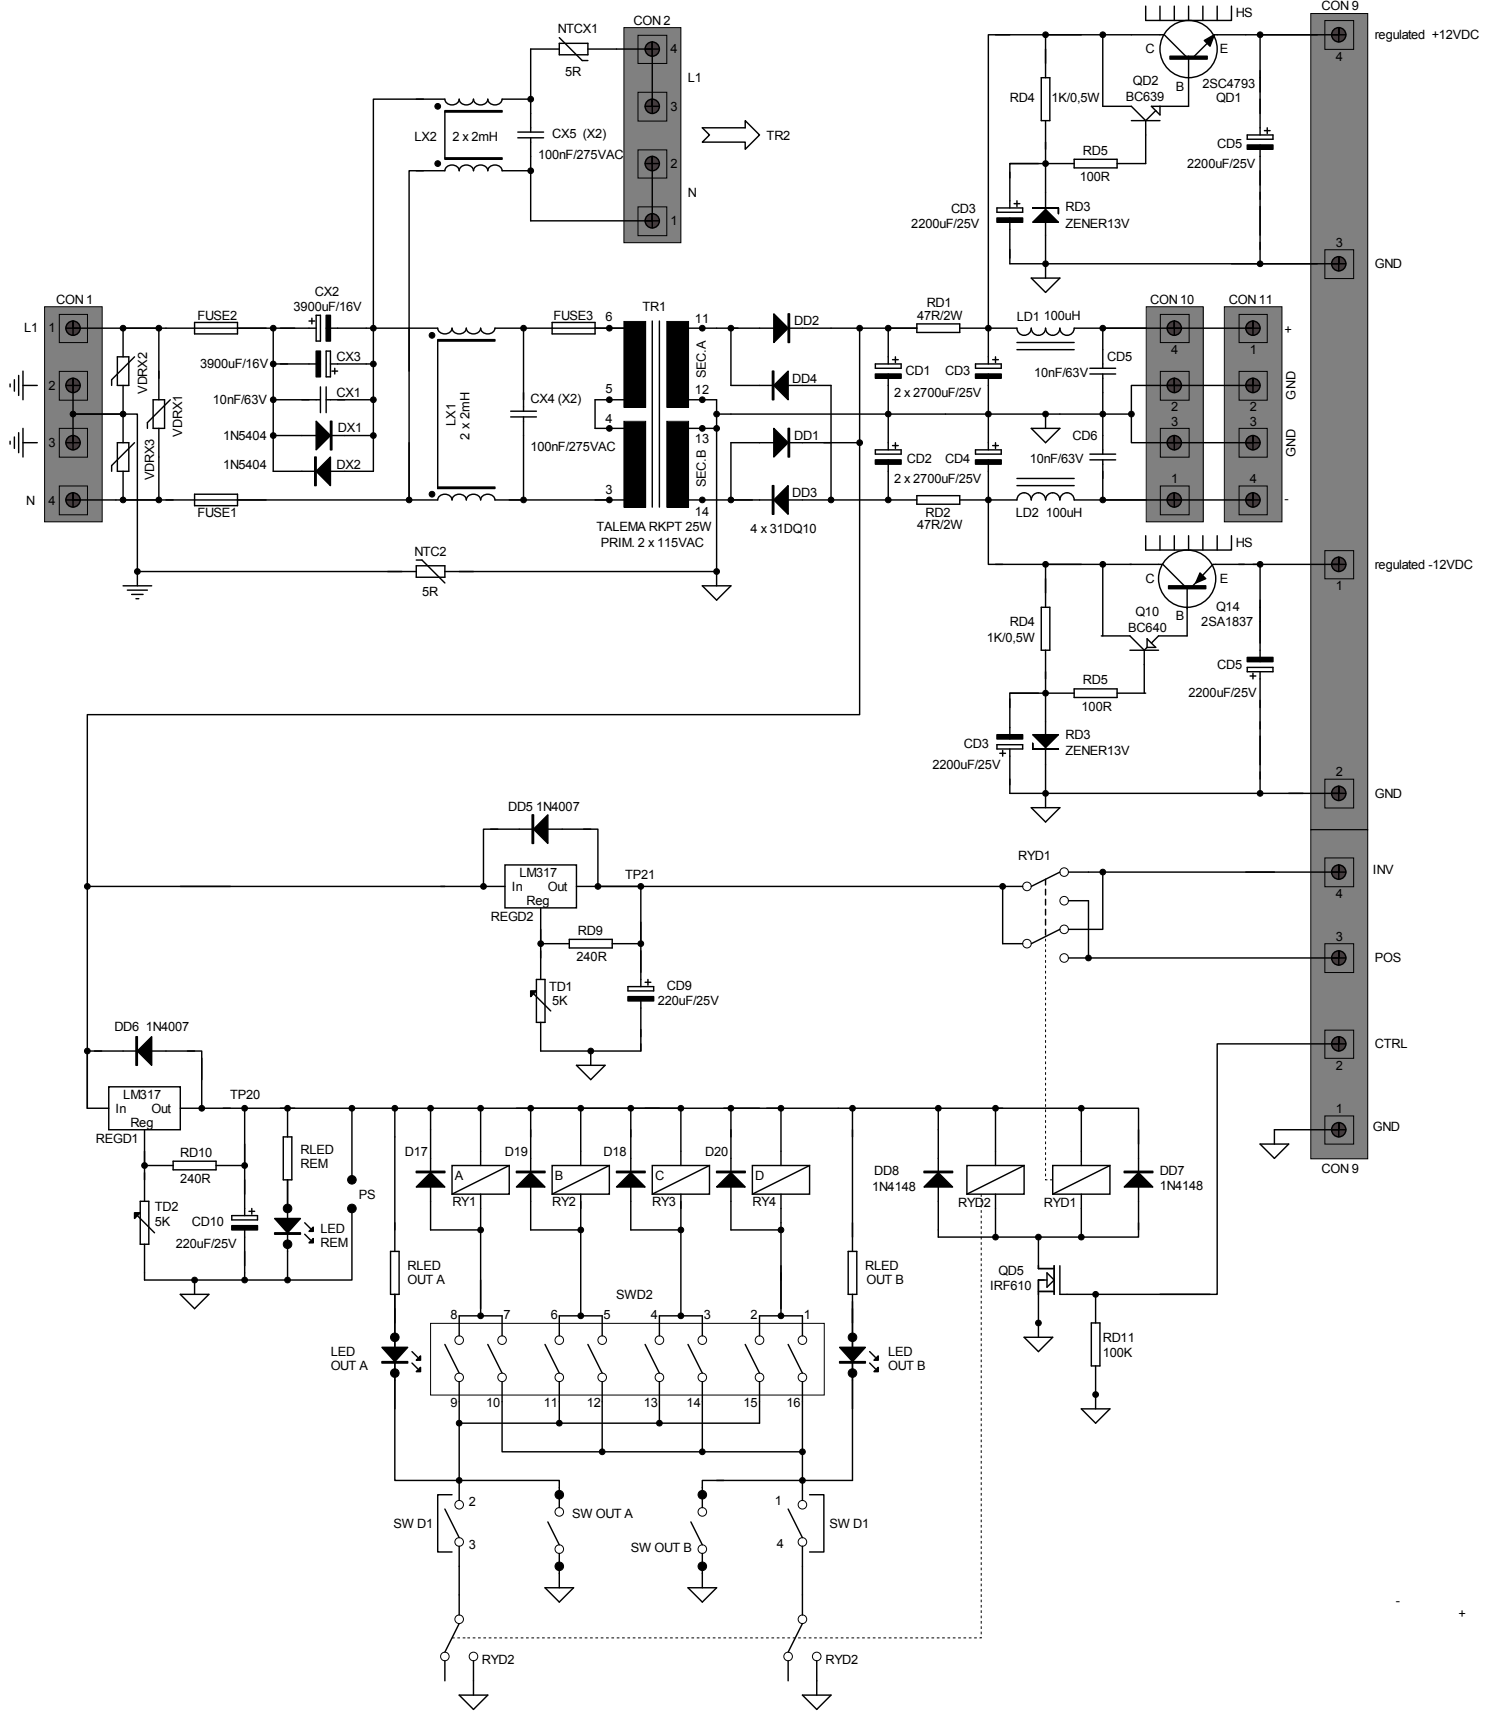 CON 9
HS
4
regulated +12VDC
C
E
B
2SC4793
QD1
QD2
BC639
RD4
1K/0,5W
CD5
2200uF/25V
RD5
100R
CD3
2200uF/25V
RD3
ZENER13V
3
GND
NTCX1
5R
CON 2
4
L1
3
2
N
1
TR2
LX2
2 x 2mH
CX5 (X2)
100nF/275VAC
CON 1
L1
1
2
3
N
4
VDRX2
VDRX1
VDRX3
FUSE2
FUSE1
CX2
3900uF/16V
3900uF/16V
CX3
10nF/63V
CX1
1N5404
DX1
1N5404
DX2
LX1
2 x 2mH
FUSE3
CX4 (X2)
100nF/275VAC
TR1
6
5
4
3
11
SEC.A
12
13
SEC.B
14
TALEMA RKPT 25W
PRIM. 2 x 115VAC
DD2
DD4
DD1
DD3
4 x 31DQ10
NTC2
5R
RD1
47R/2W
CD1
CD3
2 x 2700uF/25V
CD2
CD4
2 x 2700uF/25V
RD2
47R/2W
LD1 100uH
CD5
10nF/63V
CD6
10nF/63V
LD2 100uH
CON 10
4
2
3
1
CON 11
1
2
3
4
+
GND
GND
-
HS
regulated -12VDC
1
C
E
B
Q10
BC640
Q14
2SA1837
RD4
1K/0,5W
CD5
2200uF/25V
RD5
100R
CD3
2200uF/25V
RD3
ZENER13V
2
GND
DD5 1N4007
LM317
In Out
Reg
REGD2
TP21
RD9
240R
TD1
5K
CD9
220uF/25V
RYD1
INV
4
3
POS
CTRL
2
1
GND
CON 9
DD6 1N4007
LM317
In Out
Reg
REGD1
TP20
RD10
240R
TD2
5K
CD10
220uF/25V
RLED
REM
LED
REM
PS
D17
A
RY1
D19
B
RY2
D18
C
RY3
D20
D
RY4
DD8
1N4148
RYD2
RYD1
DD7
1N4148
RLED
OUT A
RLED
OUT B
SWD2
8 7 6 5 4 3 2 1
9 10 11 12 13 14 15 16
LED
OUT A
LED
OUT B
QD5
IRF610
RD11
100K
SW D1
2
3
SW OUT A
SW OUT B
1
4
SW D1
RYD2
RYD2
-
+